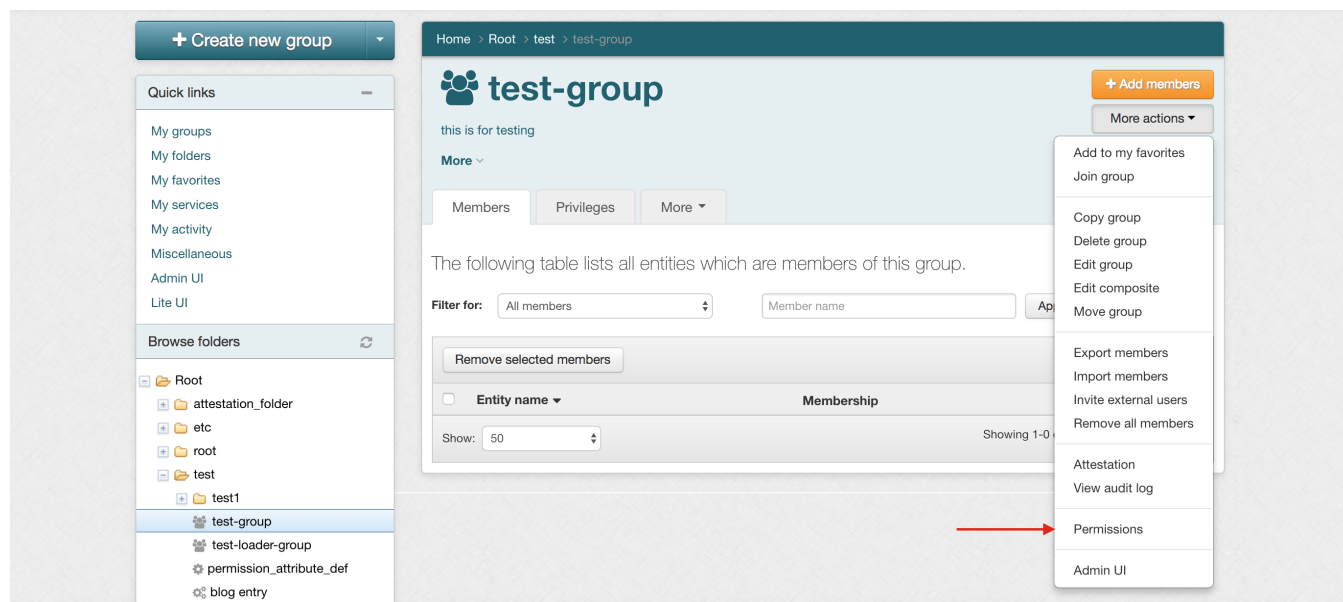 + Create new group
Quick links
My groups
My folders
My favorites
My services
My activity
Miscellaneous
Admin UI
Lite UI
Browse folders
Root
attestation_folder
etc
root
test
test1
test-group
test-loader-group
permission_attribute_def
blog entry
Home > Root > test > test-group
test-group
this is for testing
More
+ Add members
More actions
Members
Privileges
More
The following table lists all entities which are members of this group.
Filter for:
All members
Member name
Remove selected members
Entity name
Membership
Show:
50
Showing 1-0
Add to my favorites
Join group
Copy group
Delete group
Edit group
Edit composite
Move group
Export members
Import members
Invite external users
Remove all members
Attestation
View audit log
Permissions
Admin UI